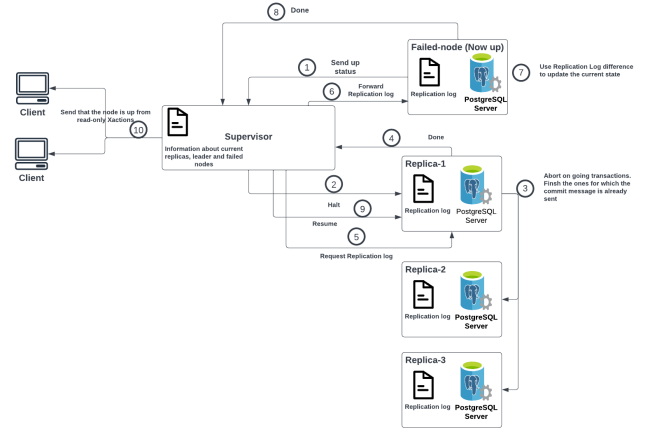 8
Done
Failed-node (Now up)
1
Send up
status
Replication log
PostgreSQL
Server
7
Use Replication Log difference
to update the current state
6
Forward
Replication log
Client
Send that the node is up from
read-only Xactions
10
Client
Supervisor
Information about current
replicas, leader and failed
nodes
4
Done
Replica-1
Replication log
PostgreSQL
Server
3
Abort on going transactions.
Finsh the ones for which the
commit message is already
sent
2
Halt
9
Resume
5
Request Replication log
Replica-2
Replication log
PostgreSQL
Server
Replica-3
Replication log
PostgreSQL
Server